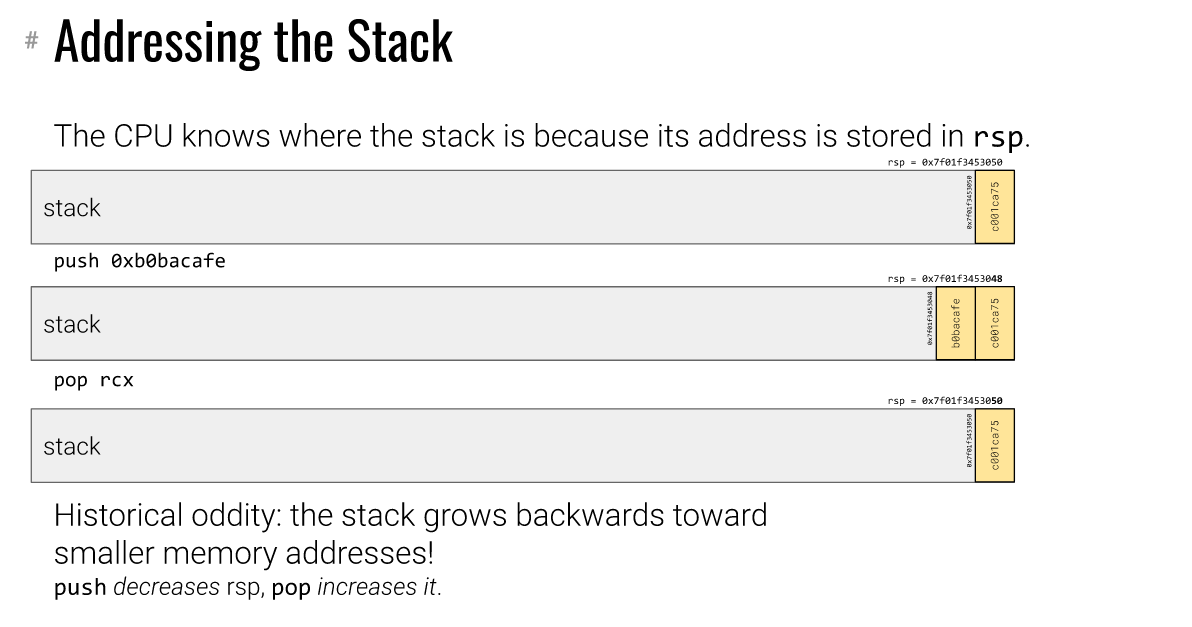 # Addressing the Stack
The CPU knows where the stack is because its address is stored in rsp.
rsp = 0x7f01f3453050
stack
0x7f01f3453050
c001ca75
push 0xb0bacafe
rsp = 0x7f01f3453048
stack
0x7f01f3453048
b0bacafe
c001ca75
pop rcx
rsp = 0x7f01f3453050
stack
0x7f01f3453050
c001ca75
Historical oddity: the stack grows backwards toward
smaller memory addresses!
push decreases rsp, pop increases it.